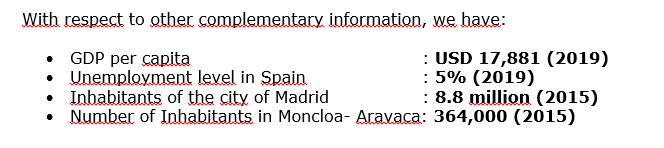 With respect to other complementary information, we have:
• GDP per capita : USD 17,881 (2019)
• Unemployment level in Spain : 5% (2019)
• Inhabitants of the city of Madrid : 8.8 million (2015)
• Number of Inhabitants in Moncloa- Aravaca: 364,000 (2015)